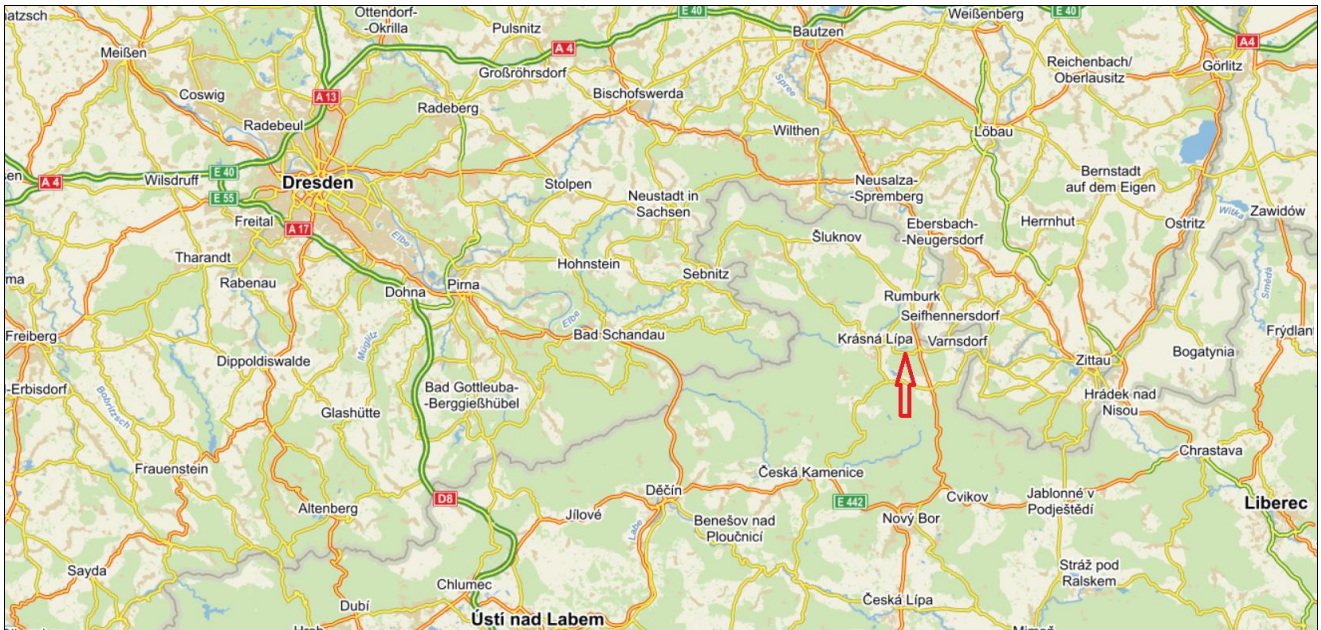 Ottendorf-
-Okrilla
Pulsnitz
E 40
Weißenberg
E 40
Meißen
A 4
Bautzen
A4
Görlitz
Großröhrsdorf
Reichenbach/
Oberlausitz
Coswig
A 13
Radeberg
Bischofswerda
Spree
Radebeul
Wilthen
Löbau
A 4
Wilsdruff
E 40
Dresden
Stolpen
Neusalza-
-Spremberg
Bernstadt
auf dem Eigen
E 55
Neustadt in
Sachsen
Freital
A 17
Elbe
Šluknov
Ebersbach-
-Neugersdorf
Herrnhut
Ostritz
Witka
Zawidów
Tharandt
Hohnstein
Sebnitz
Rabenau
Dohna
Pirna
Rumburk
Smědá
Freiberg
Müglitz
Elbe
Bad Schandau
Seifhennersdorf
Krásná Lípa
Varnsdorf
Frýdlant
Dippoldiswalde
Zittau
Bogatynia
-Erbisdorf
Bobritzsch
Glashütte
Bad Gottleuba-
-Berggießhübel
Hrádek nad
Nisou
Frauenstein
Chrastava
Česká Kamenice
Altenberg
D8
Děčín
E 442
Cvikov
Jablonné v
Podještědí
Liberec
Jílové
Labe
Benešov nad
Ploučnicí
Nový Bor
Sayda
Chlumec
Stráž pod
Ralskem
Dubí
Ústí nad Labem
Česká Lípa
Mimoň